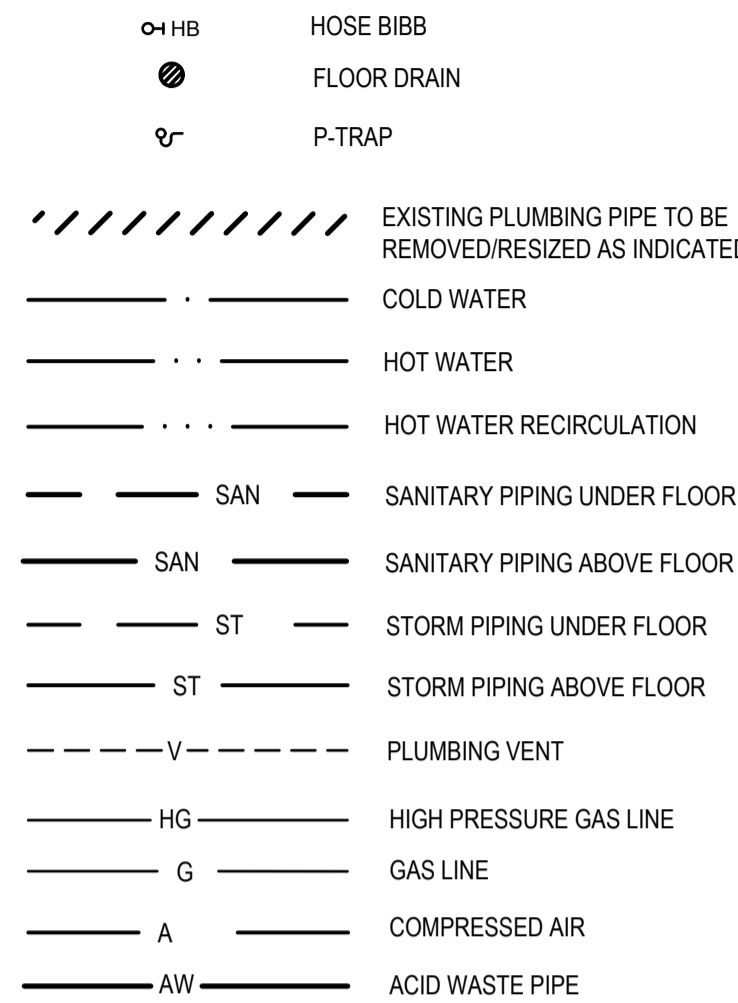 HB HOSE BIBB
FLOOR DRAIN
P-TRAP
EXISTING PLUMBING PIPE TO BE
REMOVED/RESIZED AS INDICATED
COLD WATER
HOT WATER
HOT WATER RECIRCULATION
SAN SANITARY PIPING UNDER FLOOR
SAN SANITARY PIPING ABOVE FLOOR
ST STORM PIPING UNDER FLOOR
ST STORM PIPING ABOVE FLOOR
V PLUMBING VENT
HG HIGH PRESSURE GAS LINE
G GAS LINE
A COMPRESSED AIR
AW ACID WASTE PIPE